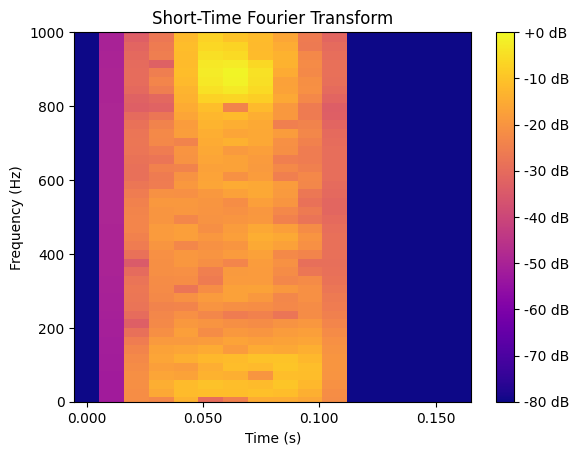 Short-Time Fourier Transform
1000
800
600
400
200
0
Frequency (Hz)
0.000
0.050
0.100
0.150
Time (s)
+0 dB
-10 dB
-20 dB
-30 dB
-40 dB
-50 dB
-60 dB
-70 dB
-80 dB